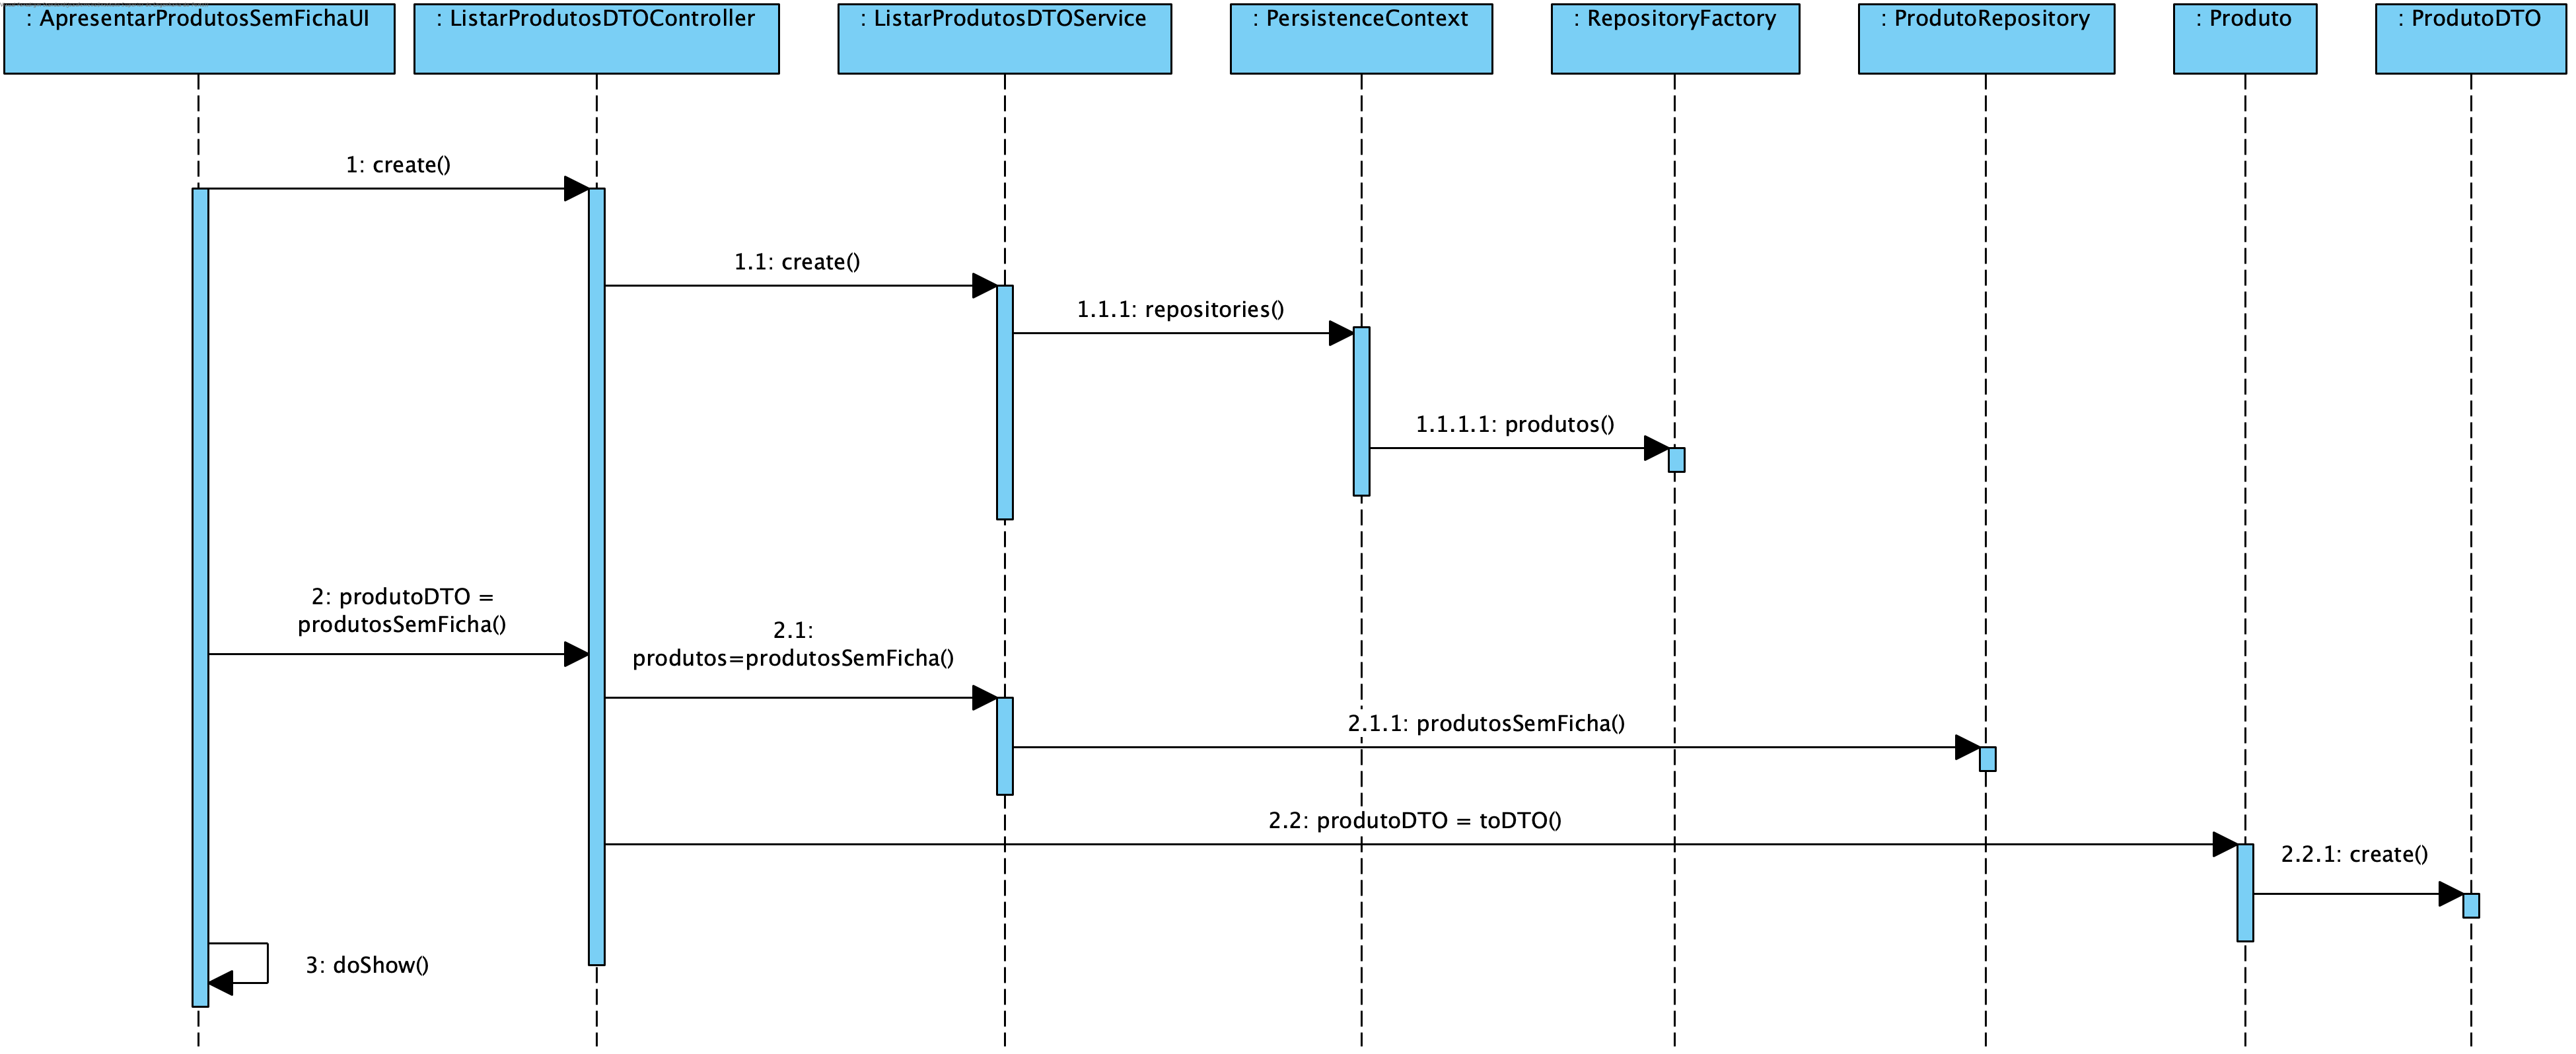 : ApresentarProdutosSemFichaUI
: ListarProdutosDTOController
: ListarProdutosDTOService
: PersistenceContext
: RepositoryFactory
: ProdutoRepository
: Produto
: ProdutoDTO
1: create()
1.1: create()
1.1.1: repositories()
1.1.1.1: produtos()
2: produtoDTO =
produtosSemFicha()
2.1:
produtos=produtosSemFicha()
2.1.1: produtosSemFicha()
2.2: produtoDTO = toDTO()
2.2.1: create()
3: doShow()